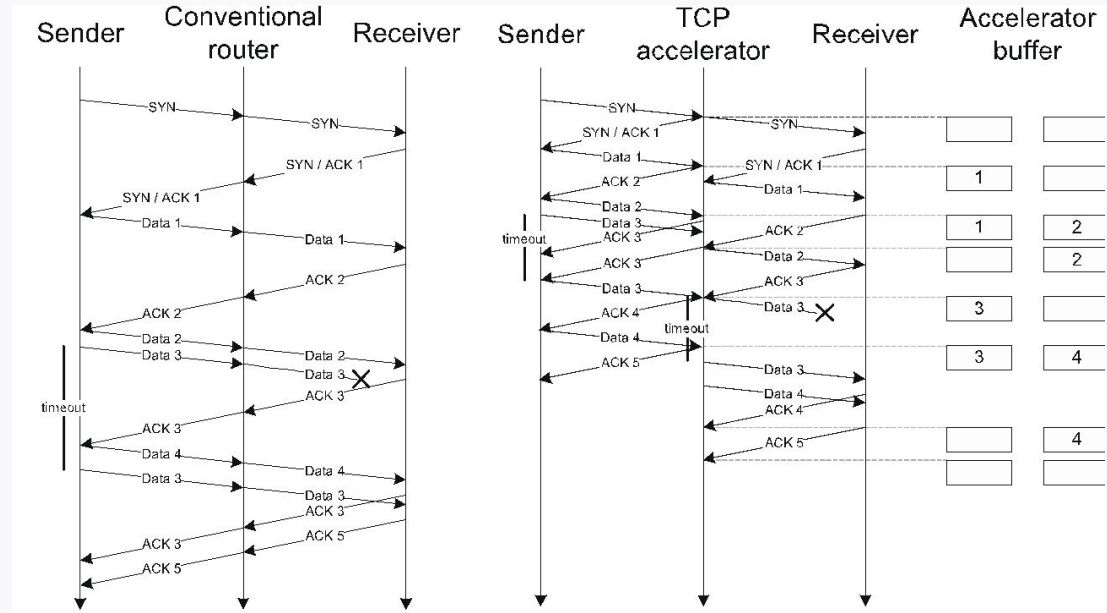 Sender
Conventional
router
Receiver
SYN
SYN
SYN / ACK 1
SYN / ACK 1
Data 1
Data 1
ACK 2
ACK 2
Data 2
Data 2
Data 3
Data 3
timeout
ACK 3
ACK 3
Data 4
Data 4
Data 3
Data 3
ACK 3
ACK 3
ACK 5
ACK 5
Sender
TCP
accelerator
Receiver
SYN
SYN
SYN / ACK 1
SYN / ACK 1
Data 1
Data 1
ACK 2
Data 2
Data 3
ACK 2
timeout
ACK 3
Data 2
ACK 3
ACK 3
Data 3
Data 3
ACK 4
timeout
Data 4
ACK 5
Data 3
Data 4
ACK 4
ACK 5
Accelerator
buffer
1
1 2
2
3
3 4
4